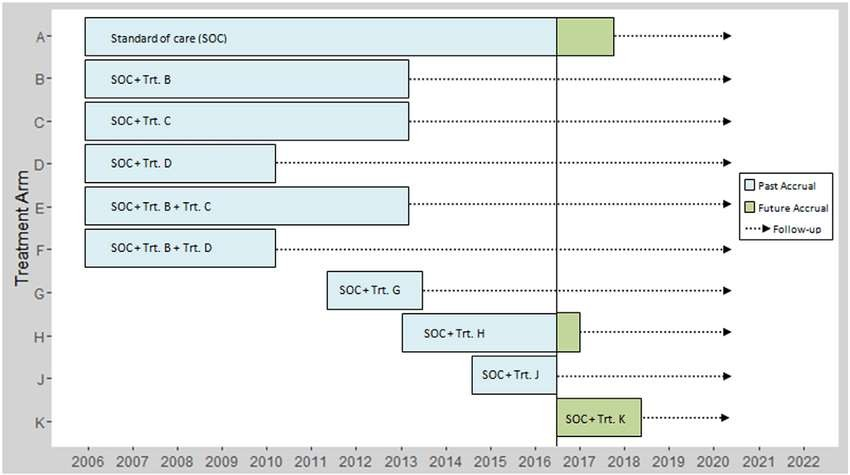 Treatment Arm
A
Standard of care (SOC)
B
SOC + Trt. B
C
SOC + Trt. C
D
SOC + Trt. D
E
SOC + Trt. B + Trt. C
F
SOC + Trt. B + Trt. D
G
SOC + Trt. G
H
SOC + Trt. H
J
SOC + Trt. J
K
SOC + Trt. K
Past Accrual
Future Accrual
Follow-up
2006 2007 2008 2009 2010 2011 2012 2013 2014 2015 2016 2017 2018 2019 2020 2021 2022